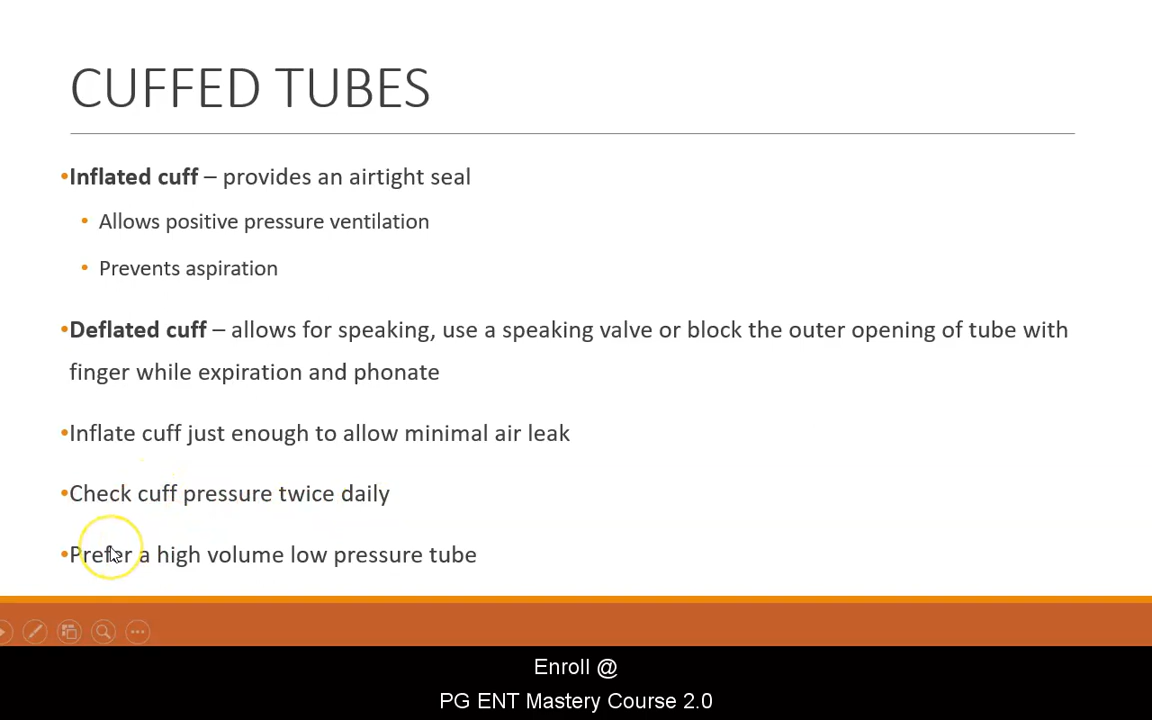 CUFFED TUBES
•Inflated cuff – provides an airtight seal
• Allows positive pressure ventilation
• Prevents aspiration
•Deflated cuff – allows for speaking, use a speaking valve or block the outer opening of tube with
finger while expiration and phonate
•Inflate cuff just enough to allow minimal air leak
•Check cuff pressure twice daily
•Prefer a high volume low pressure tube
Enroll @
PG ENT Mastery Course 2.0